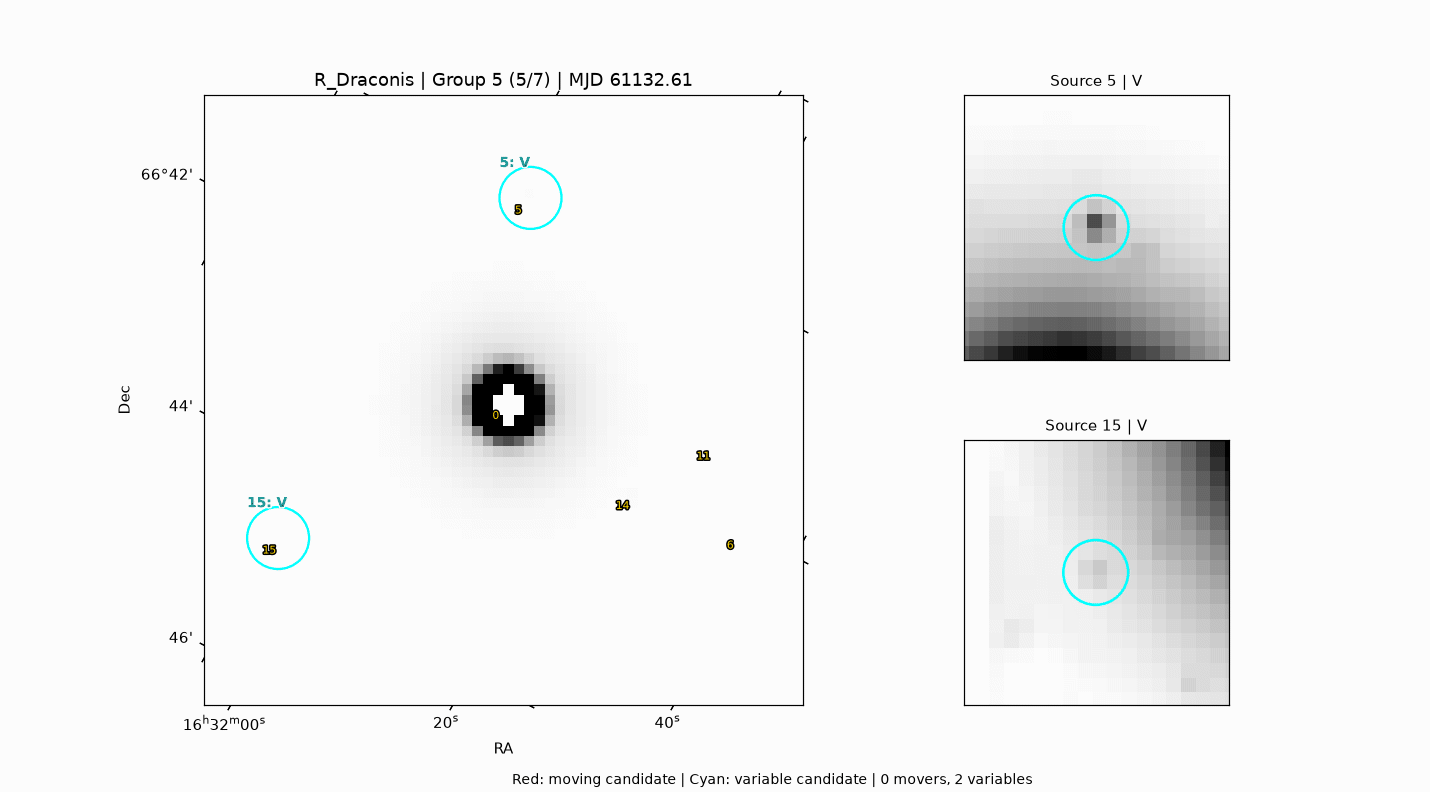 R_Draconis | Group 5 (5/7) | MJD 61132.61
Source 5 | V
5: V
66°42'
5
Dec
44'
0
Source 15 | V
11
15: V
14
15
6
46'
16ʰ32ᵐ00ˢ
20ˢ
40ˢ
RA
Red: moving candidate | Cyan: variable candidate | 0 movers, 2 variables